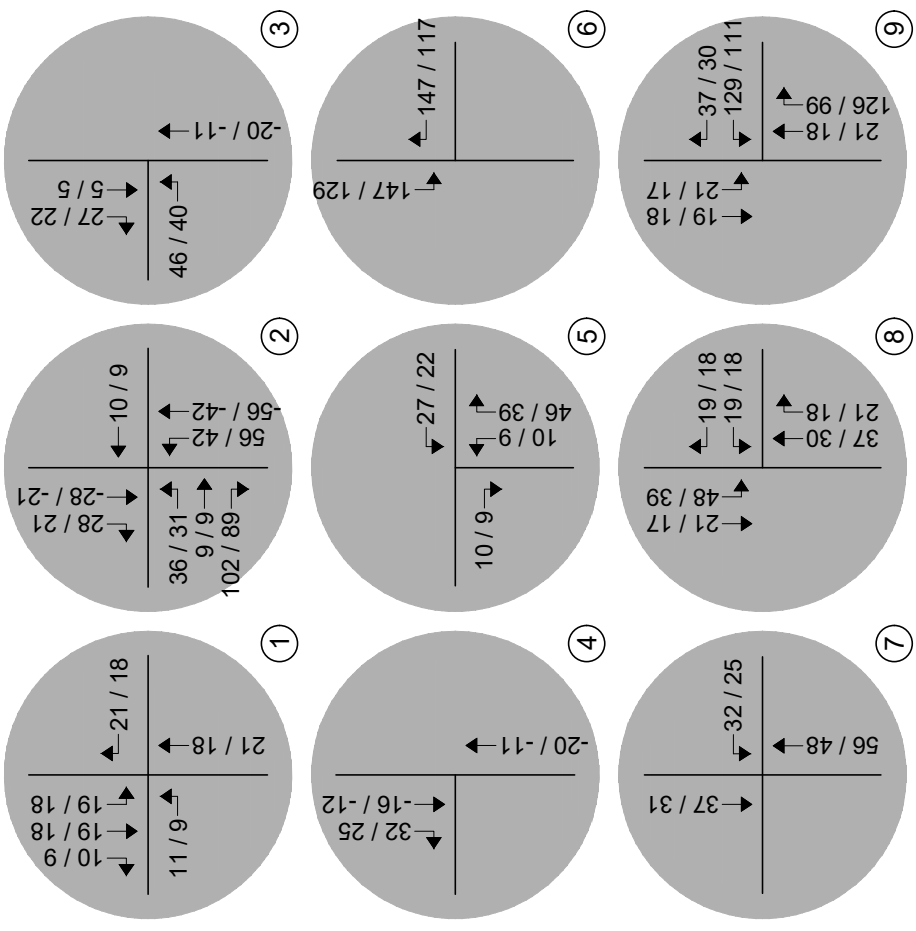 10 / 9
19 / 18
19 / 18
21 / 18
11 / 9
21 / 18
1
28 / 21
-28 / -21
10 / 9
36 / 31
9 / 9
102 / 89
56 / 42
-56 / -42
2
27 / 22
5 / 5
46 / 40
-20 / -11
3
32 / 25
-16 / -12
-20 / -11
4
27 / 22
10 / 9
10 / 9
46 / 39
5
147 / 129
147 / 117
6
37 / 31
32 / 25
56 / 48
7
21 / 17
48 / 39
19 / 18
19 / 18
37 / 30
21 / 18
8
19 / 18
21 / 17
37 / 30
129 / 111
21 / 18
126 / 99
9